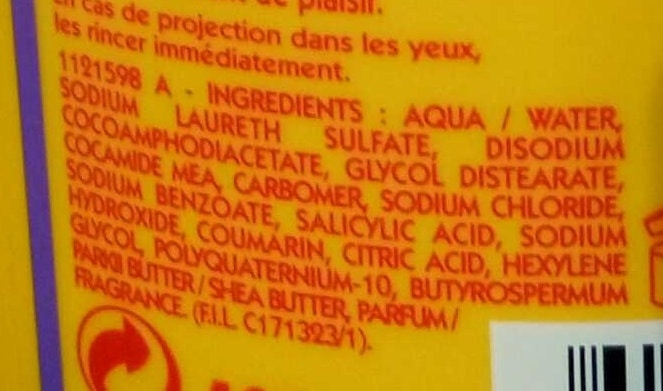 de plaisir.
En cas de projection dans les yeux,
les rincer immédiatement.
1121598 A - INGREDIENTS : AQUA / WATER,
SODIUM LAURETH SULFATE, DISODIUM
COCOAMPHODIACETATE, GLYCOL DISTEARATE,
COCAMIDE MEA, CARBOMER, SODIUM CHLORIDE,
SODIUM BENZOATE, SALICYLIC ACID, SODIUM
HYDROXIDE, COUMARIN, CITRIC ACID, HEXYLENE
GLYCOL, POLYQUATERNIUM-10, BUTYROSPERMUM
PARKII BUTTER / SHEA BUTTER, PARFUM /
FRAGRANCE. (F.I.L. C171323/1).